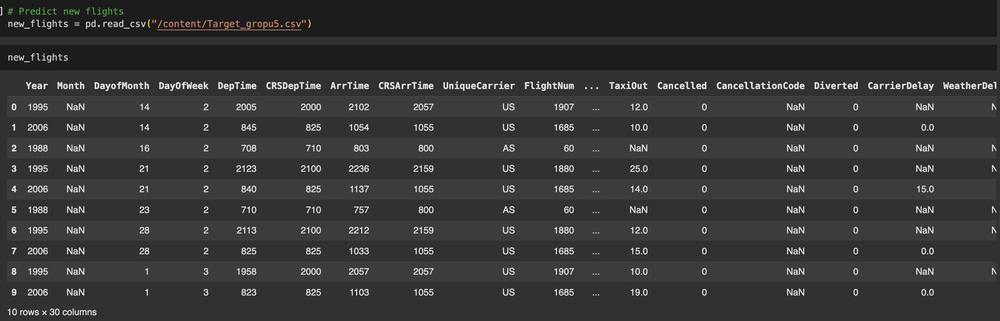 ] # Predict new flights
new_flights = pd.read_csv("/content/Target_gropu5.csv")
new_flights
Year Month DayofMonth DayOfWeek DepTime CRSDepTime ArrTime CRSArrTime UniqueCarrier FlightNum ... TaxiOut Cancelled CancellationCode Diverted CarrierDelay WeatherDel
0 1995 NaN 14 2 2005 2000 2102 2057 US 1907 ... 12.0 0 NaN 0 NaN N
1 2006 NaN 14 2 845 825 1054 1055 US 1685 ... 10.0 0 NaN 0 0.0
2 1988 NaN 16 2 708 710 803 800 AS 60 ... NaN 0 NaN 0 NaN N
3 1995 NaN 21 2 2123 2100 2236 2159 US 1880 ... 25.0 0 NaN 0 NaN N
4 2006 NaN 21 2 840 825 1137 1055 US 1685 ... 14.0 0 NaN 0 15.0
5 1988 NaN 23 2 710 710 757 800 AS 60 ... NaN 0 NaN 0 NaN N
6 1995 NaN 28 2 2113 2100 2212 2159 US 1880 ... 12.0 0 NaN 0 NaN N
7 2006 NaN 28 2 825 825 1033 1055 US 1685 ... 15.0 0 NaN 0 0.0
8 1995 NaN 1 3 1958 2000 2057 2057 US 1907 ... 10.0 0 NaN 0 NaN N
9 2006 NaN 1 3 823 825 1103 1055 US 1685 ... 19.0 0 NaN 0 0.0
10 rows × 30 columns